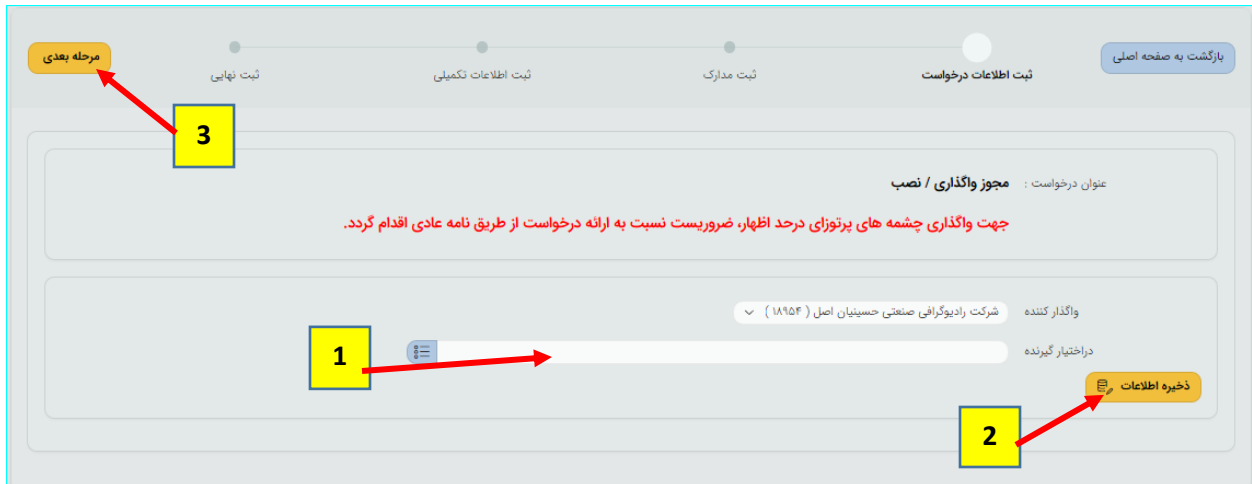 بازگشت به صفحه اصلی
ثبت اطلاعات درخواست
ثبت مدارک
ثبت اطلاعات تکمیلی
ثبت نهایی
مرحله بعدی
3
عنوان درخواست : مجوز واگذاری / نصب
جهت واگذاری چشمه های پرتوزای درحد اظهار، ضروریست نسبت به ارائه درخواست از طریق نامه عادی اقدام گردد.
واگذار کننده شرکت رادیوگرافی صنعتی حسینیان اصل ( ۱۸۹۵۴ )
دراختیار گیرنده
1
ذخیره اطلاعات
2